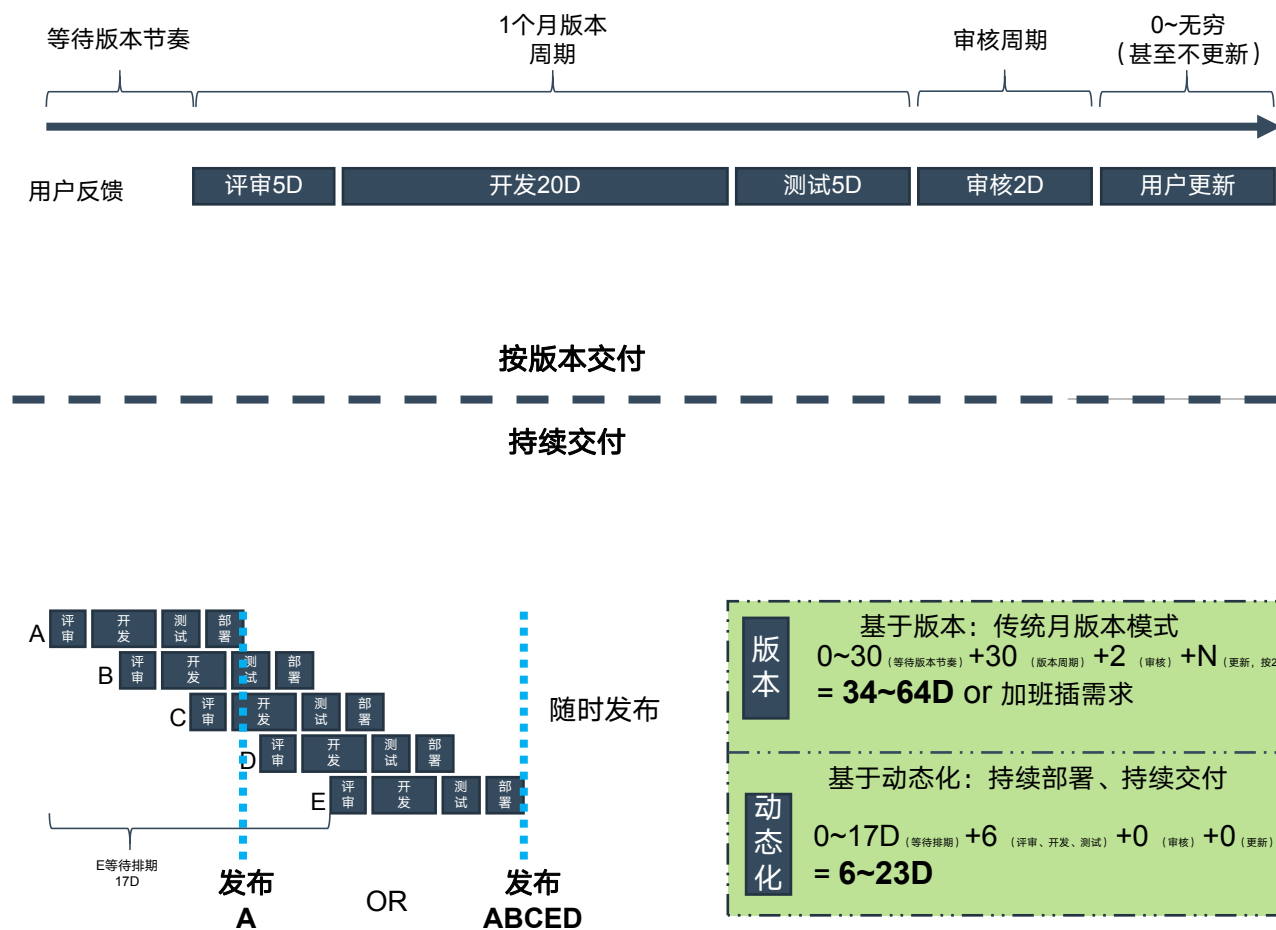 等待版本节奏
1个月版本
周期
审核周期
0~无穷
（甚至不更新）
用户反馈
评审5D
开发20D
测试5D
审核2D
用户更新
按版本交付
持续交付
A
评审
开发
测试
部署
B
评审
开发
测试
部署
C
评审
开发
测试
部署
D
评审
开发
测试
部署
E
评审
开发
测试
部署
随时发布
E等待排期
17D
发布
A
OR
发布
ABCED
版本
基于版本：传统月版本模式
0~30（等待版本节奏）+30 （版本周期）+2 （审核）+N（更新，按2
= 34~64D or 加班插需求
动态化
基于动态化：持续部署、持续交付
0~17D（等待排期）+6 （评审、开发、测试）+0 （审核）+0（更新）
= 6~23D